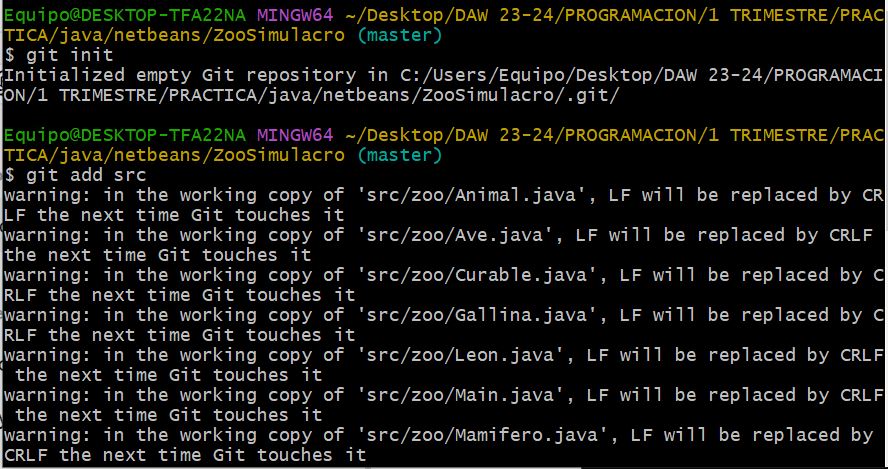 Equipo@DESKTOP-TFA22NA MINGW64 ~/Desktop/DAW 23-24/PROGRAMACION/1 TRIMESTRE/PRAC
TICA/java/netbeans/ZooSimulacro (master)
$ git init
Initialized empty Git repository in C:/Users/Equipo/Desktop/DAW 23-24/PROGRAMACI
ON/1 TRIMESTRE/PRACTICA/java/netbeans/ZooSimulacro/.git/
Equipo@DESKTOP-TFA22NA MINGW64 ~/Desktop/DAW 23-24/PROGRAMACION/1 TRIMESTRE/PRAC
TICA/java/netbeans/ZooSimulacro (master)
$ git add src
warning: in the working copy of 'src/zoo/Animal.java', LF will be replaced by CR
LF the next time Git touches it
warning: in the working copy of 'src/zoo/Ave.java', LF will be replaced by CRLF
the next time Git touches it
warning: in the working copy of 'src/zoo/Curable.java', LF will be replaced by C
RLF the next time Git touches it
warning: in the working copy of 'src/zoo/Gallina.java', LF will be replaced by C
RLF the next time Git touches it
warning: in the working copy of 'src/zoo/Leon.java', LF will be replaced by CRLF
 the next time Git touches it
warning: in the working copy of 'src/zoo/Main.java', LF will be replaced by CRLF
 the next time Git touches it
warning: in the working copy of 'src/zoo/Mamifero.java', LF will be replaced by
CRLF the next time Git touches it